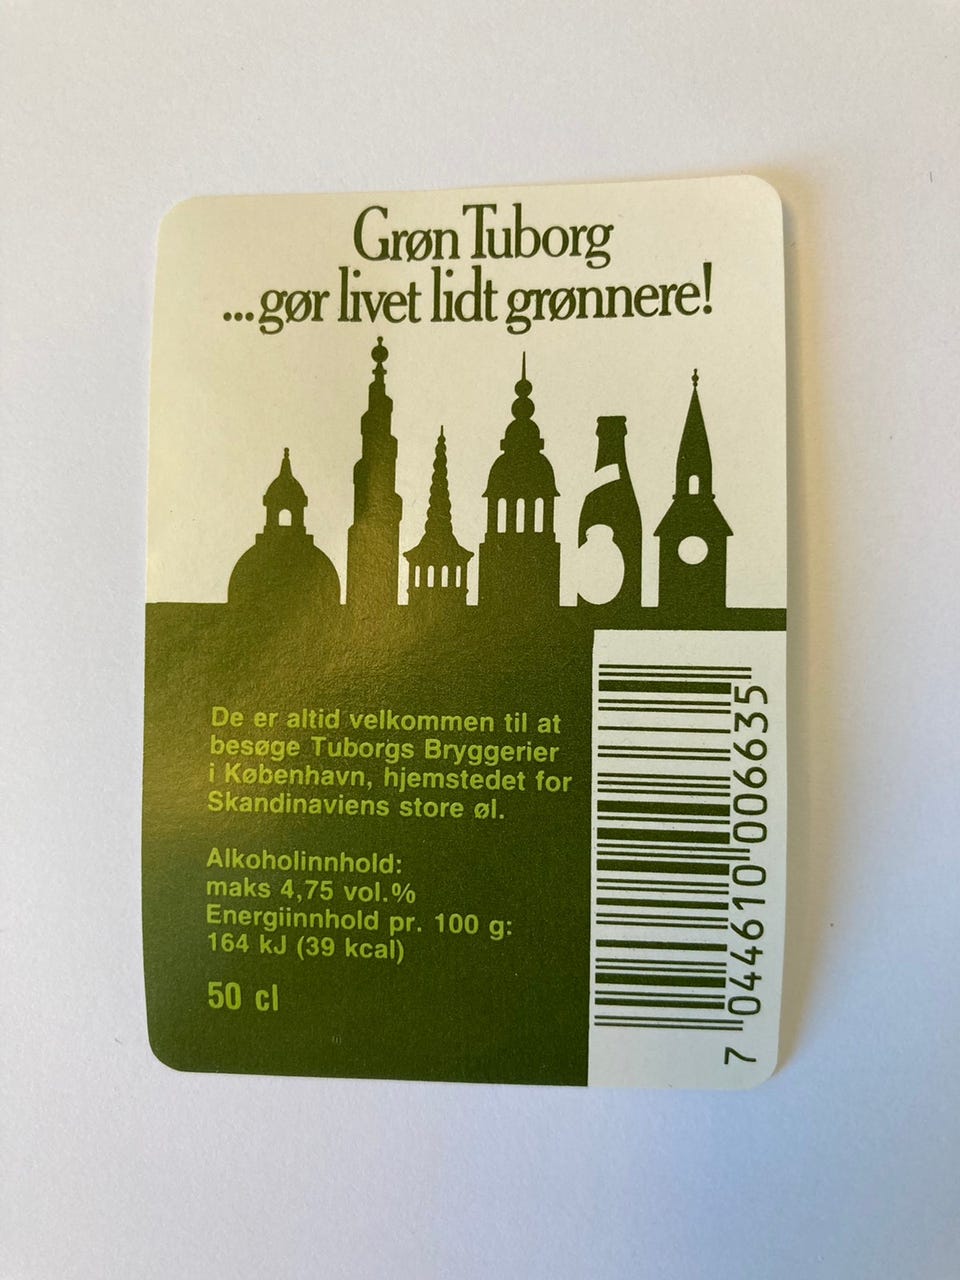 Grøn Tuborg
...gør livet lidt grønnere!
De er altid velkommen til at
besøge Tuborgs Bryggerier
i København, hjemstedet for
Skandinaviens store øl.
Alkoholinnhold:
maks 4,75 vol.%
Energiinnhold pr. 100 g:
164 kJ (39 kcal)
50 cl
7 044610 006635